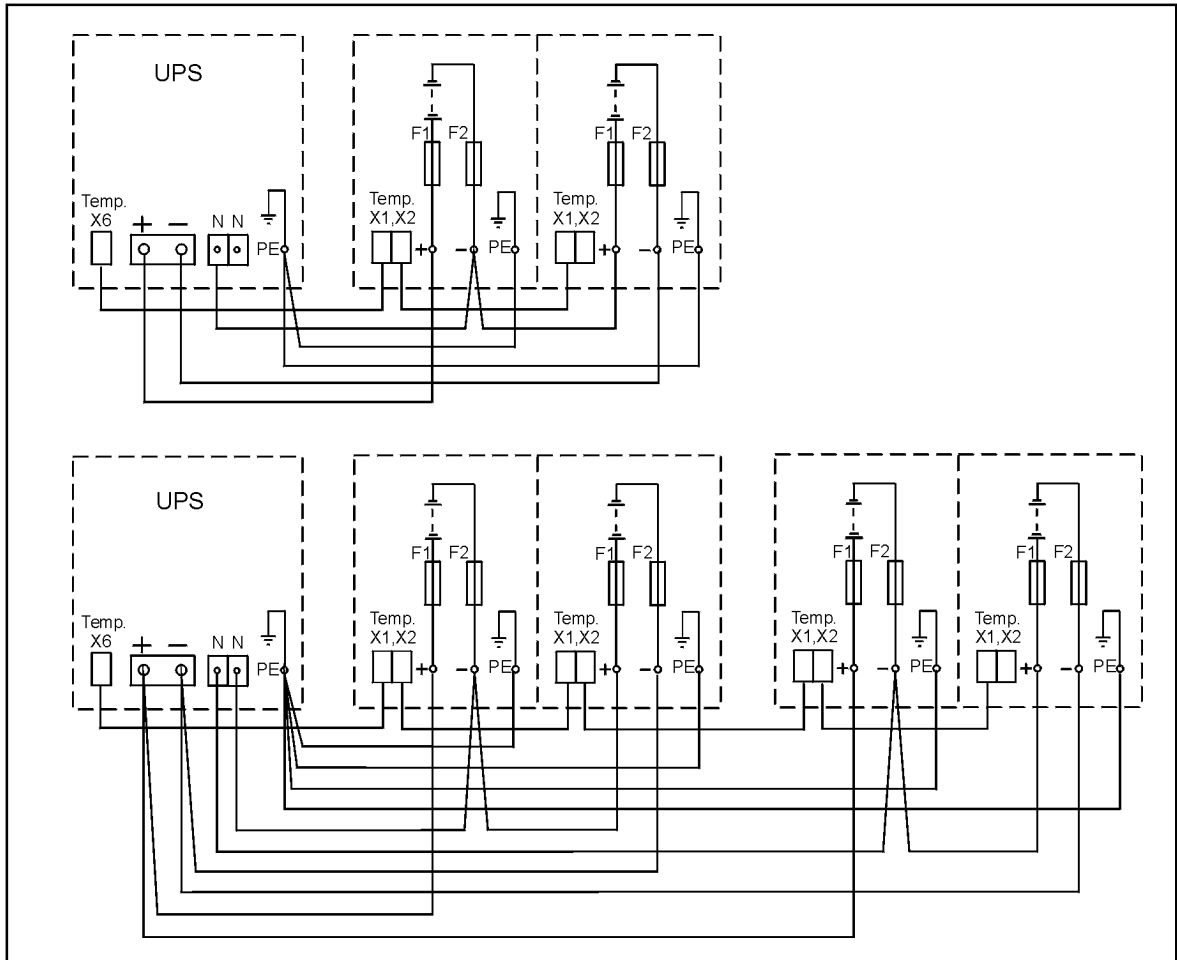 UPS
F1 F2 F1 F2
Temp. Temp. Temp.
X6 + − N N X1,X2 X1,X2
PE + − PE + − PE
UPS
F1 F2 F1 F2 F1 F2 F1 F2
Temp. Temp. Temp. Temp. Temp.
X6 + − N N X1,X2 X1,X2 X1,X2 X1,X2
PE + − PE + − PE + − PE + − PE